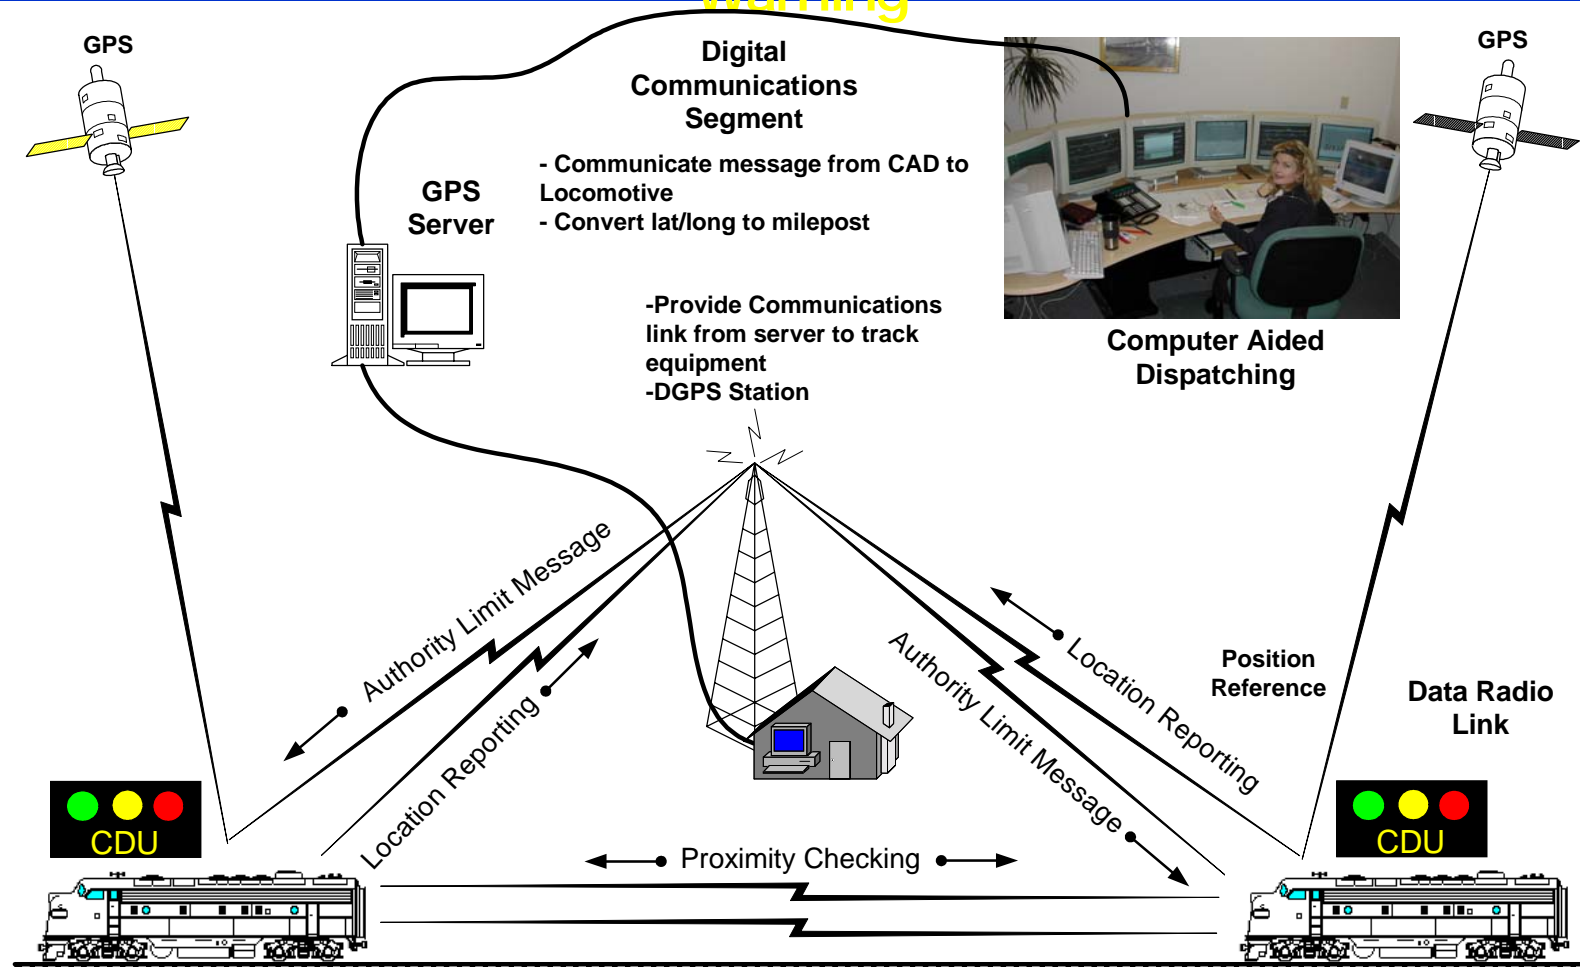 Warning
GPS
GPS
Digital
Communications
Segment
- Communicate message from CAD to
Locomotive
- Convert lat/long to milepost
GPS
Server
-Provide Communications
link from server to track
equipment
-DGPS Station
Computer Aided
Dispatching
Authority Limit Message
Location Reporting
Authority Limit Message
Location Reporting
Position
Reference
Data Radio
Link
CDU
CDU
Proximity Checking